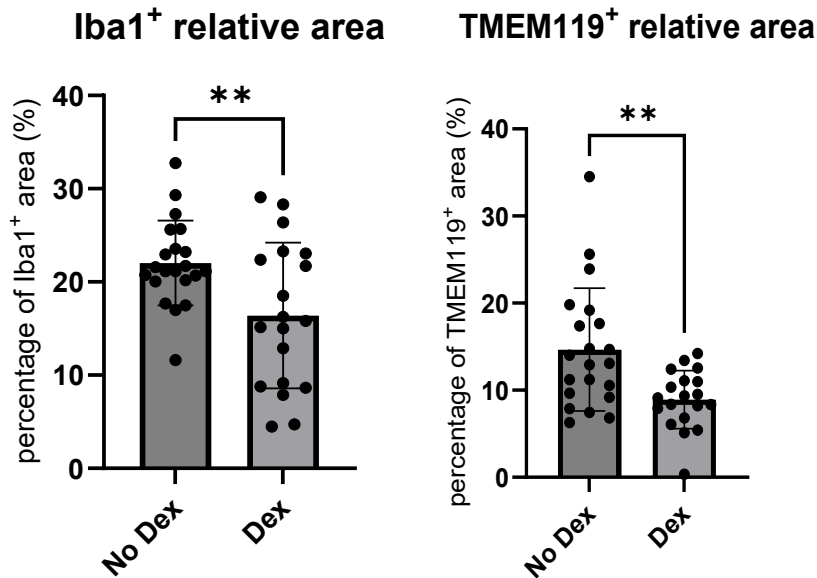 Iba1⁺ relative area
percentage of Iba1⁺ area (%)
40
30
20
10
0
**
No Dex
Dex
TMEM119⁺ relative area
percentage of TMEM119⁺ area (%)
40
30
20
10
0
**
No Dex
Dex